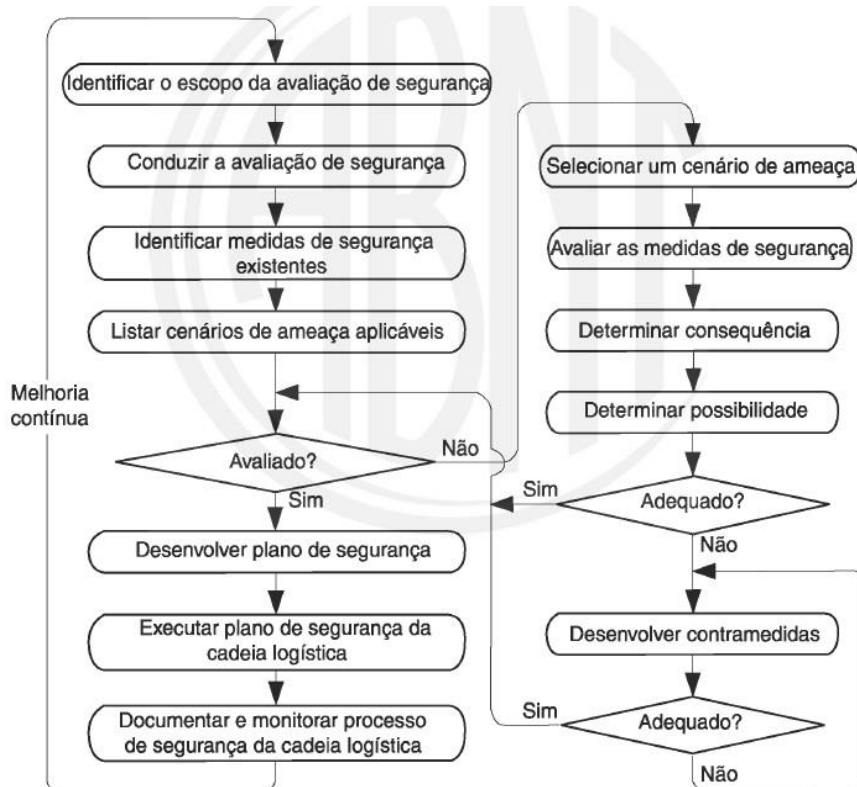 Identificar o escopo da avaliação de segurança
Conduzir a avaliação de segurança
Identificar medidas de segurança
existentes
Listar cenários de ameaça aplicáveis
Melhoria
contínua
Avaliado?
Não
Sim
Desenvolver plano de segurança
Executar plano de segurança da
cadeia logística
Documentar e monitorar processo
de segurança da cadeia logística
Selecionar um cenário de ameaça
Avaliar as medidas de segurança
Determinar consequência
Determinar possibilidade
Sim
Adequado?
Não
Desenvolver contramedidas
Sim
Adequado?
Não
ABNT